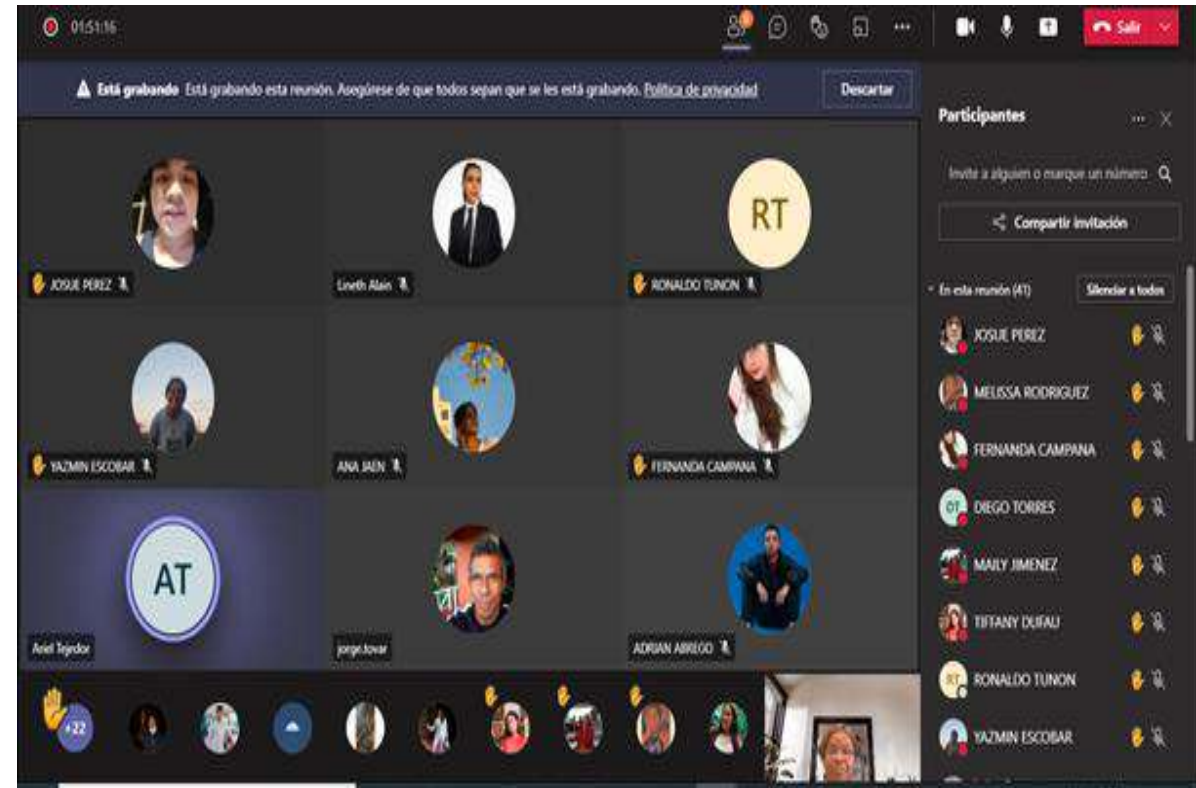 01:51:16
Salir
Está grabando Está grabando esta reunión. Asegúrese de que todos sepan que se les está grabando. Política de privacidad
Descartar
JOSUE PEREZ
Lineth Alain
RT
RONALDO TUNON
YAZMIN ESCOBAR
ANA JAEN
FERNANDA CAMPANA
AT
Ariel Tejedor
jorge.tovar
ADRIAN ABREGO
+22
Participantes
Invite a alguien o marque un número
Compartir invitación
En esta reunión (41)
Silenciar a todos
JOSUE PEREZ
MELISSA RODRIGUEZ
FERNANDA CAMPANA
DT
DIEGO TORRES
MAILY JIMENEZ
TIFFANY DUFAU
RT
RONALDO TUNON
YAZMIN ESCOBAR